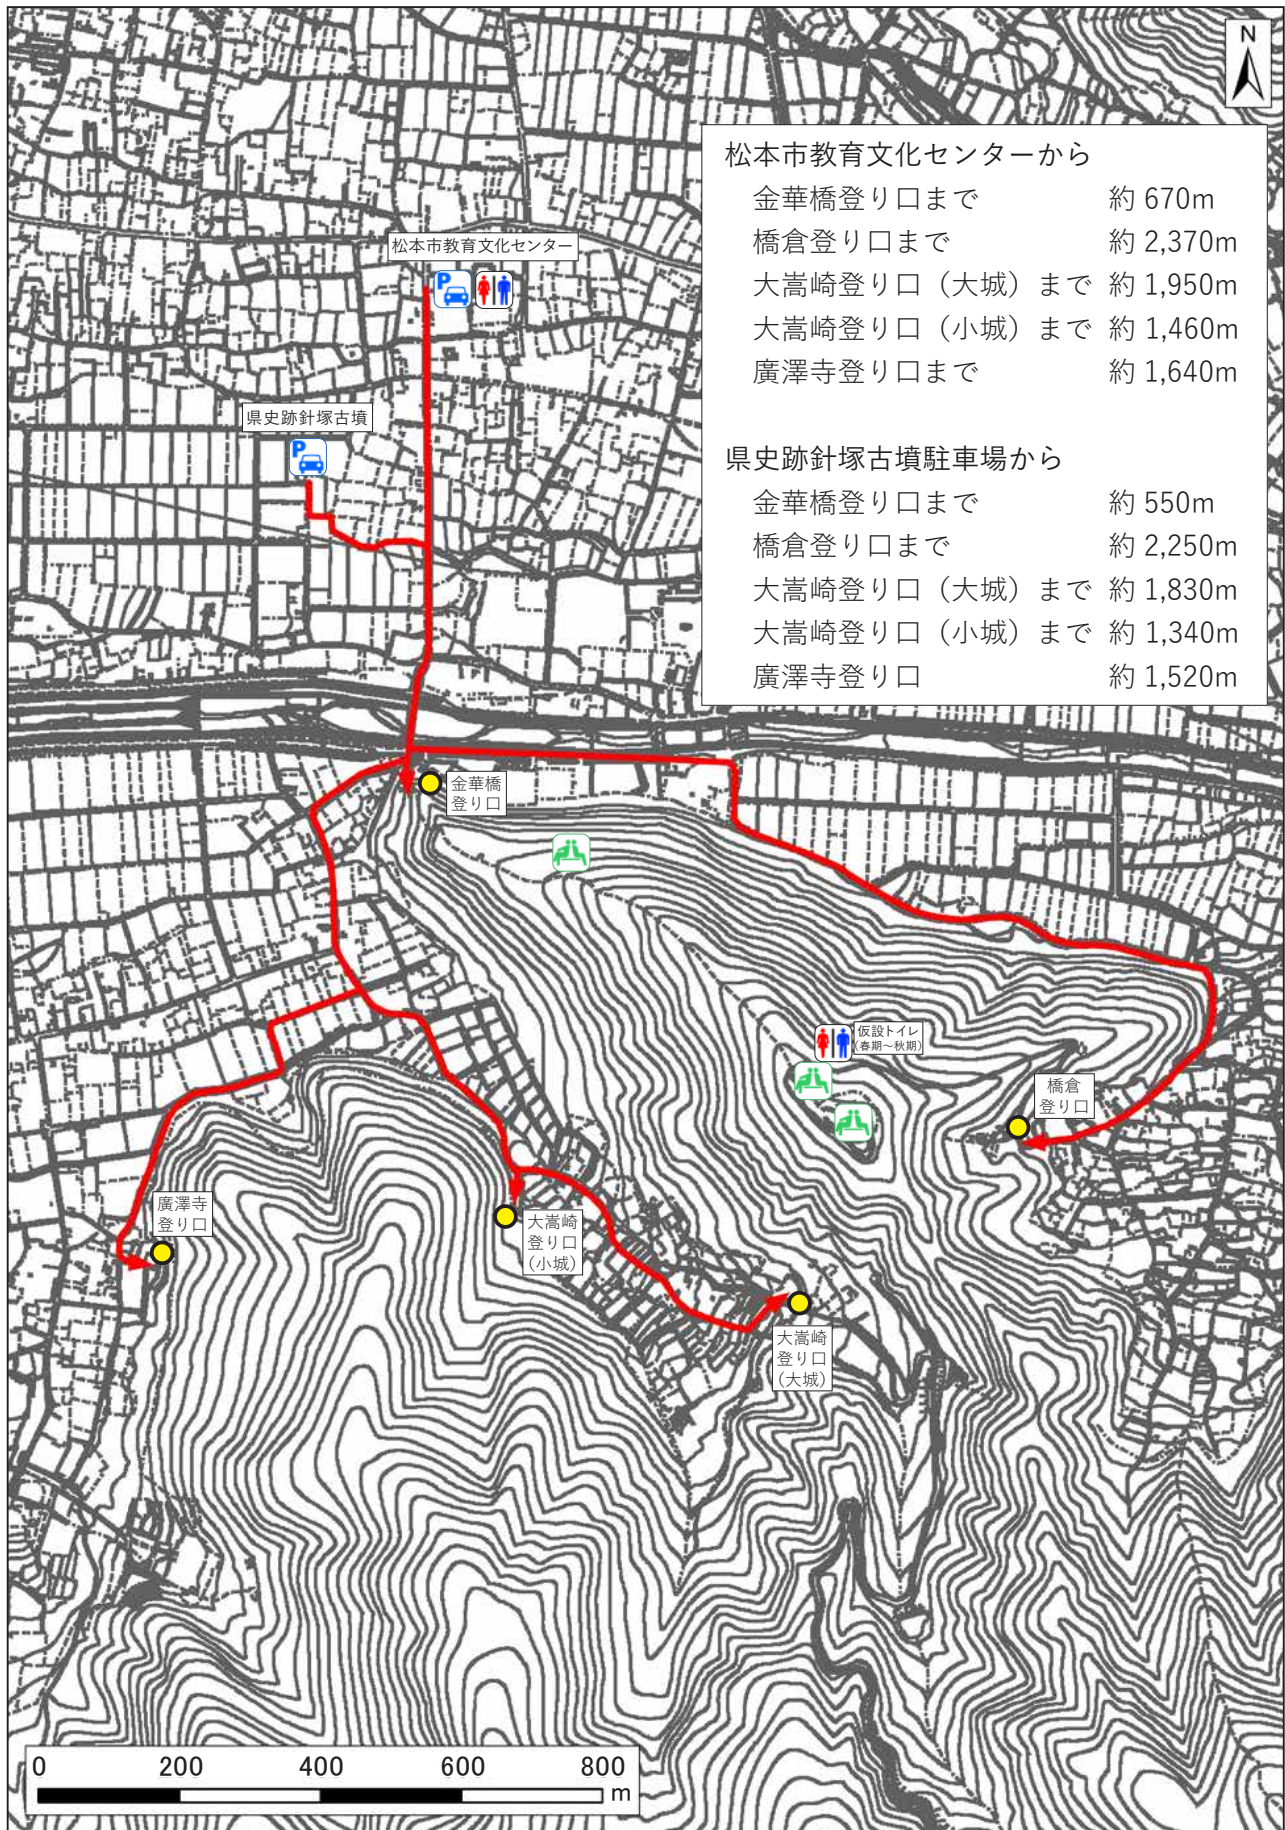 N
松本市教育文化センターから
金華橋登り口まで 約 670m
橋倉登り口まで 約 2,370m
大嵩崎登り口（大城）まで 約 1,950m
大嵩崎登り口（小城）まで 約 1,460m
廣澤寺登り口まで 約 1,640m
県史跡針塚古墳駐車場から
金華橋登り口まで 約 550m
橋倉登り口まで 約 2,250m
大嵩崎登り口（大城）まで 約 1,830m
大嵩崎登り口（小城）まで 約 1,340m
廣澤寺登り口 約 1,520m
松本市教育文化センター
P
県史跡針塚古墳
P
金華橋
登り口
仮設トイレ
(春期～秋期)
橋倉
登り口
廣澤寺
登り口
大嵩崎
登り口
(小城)
大嵩崎
登り口
(大城)
0 200 400 600 800
m